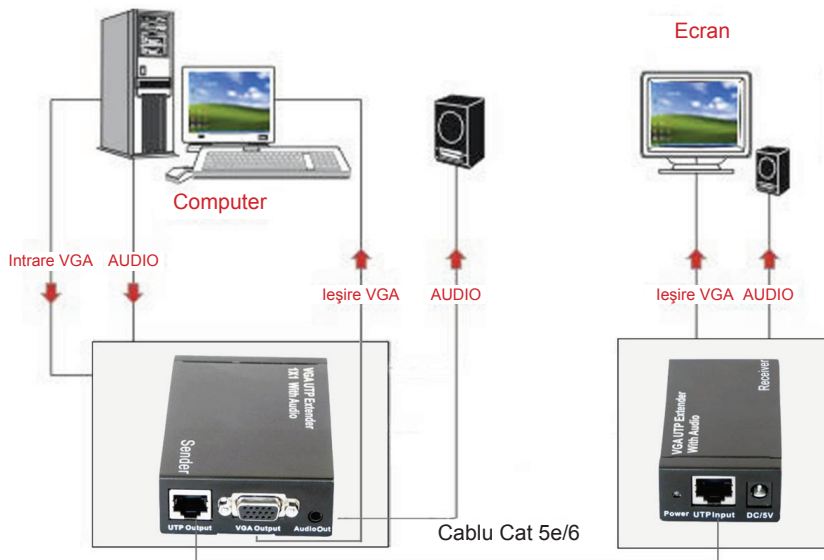 Ecran
Computer
Intrare VGA
AUDIO
Ieşire VGA
AUDIO
Ieşire VGA
AUDIO
VGA UTP Extender
1X1 With Audio
Sender
UTP Output
VGA Output
AudioOut
Cablu Cat 5e/6
Receiver
VGA UTP Extender
With Audio
Power
UTP Input
DC/5V